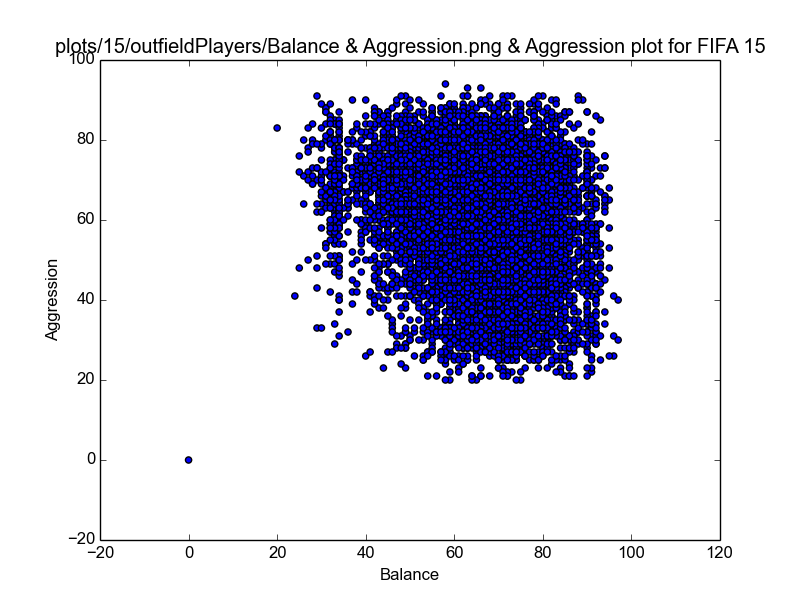 plots/15/outfieldPlayers/Balance & Aggression.png & Aggression plot for FIFA 15
100
80
60
40
20
0
−20
Aggression
−20 0 20 40 60 80 100 120
Balance